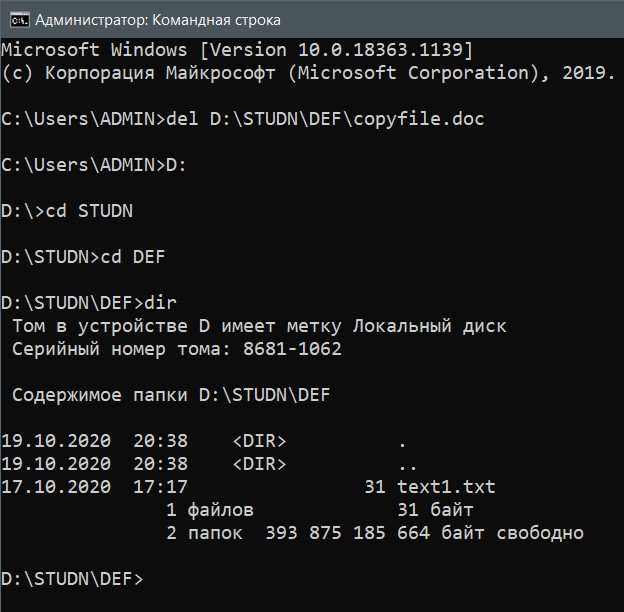 Администратор: Командная строка
Microsoft Windows [Version 10.0.18363.1139]
(c) Корпорация Майкрософт (Microsoft Corporation), 2019.
C:\Users\ADMIN>del D:\STUDN\DEF\copyfile.doc
C:\Users\ADMIN>D:
D:\>cd STUDN
D:\STUDN>cd DEF
D:\STUDN\DEF>dir
Том в устройстве D имеет метку Локальный диск
Серийный номер тома: 8681-1062
Содержимое папки D:\STUDN\DEF
19.10.2020  20:38    <DIR>          .
19.10.2020  20:38    <DIR>          ..
17.10.2020  17:17                31 text1.txt
1 файлов             31 байт
2 папок  393 875 185 664 байт свободно
D:\STUDN\DEF>